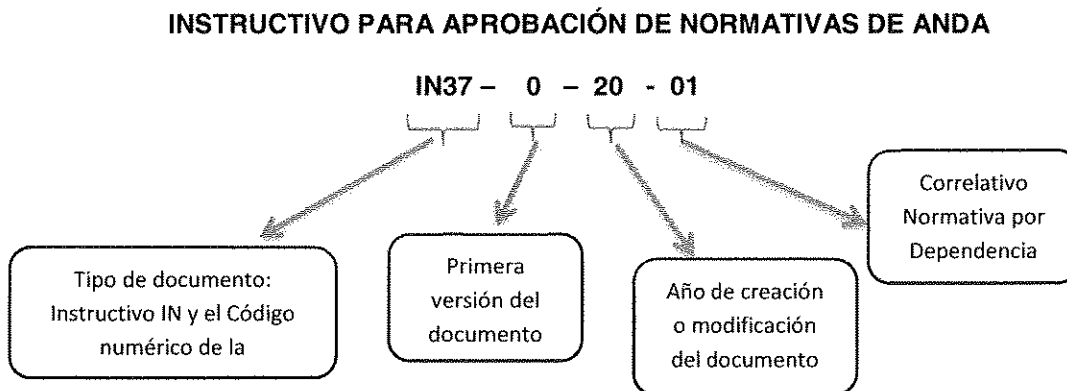 INSTRUCTIVO PARA APROBACIÓN DE NORMATIVAS DE ANDA
IN37 – 0 – 20 - 01
Tipo de documento:
Instructivo IN y el Código
numérico de la
Primera
versión del
documento
Año de creación
o modificación
del documento
Correlativo
Normativa por
Dependencia